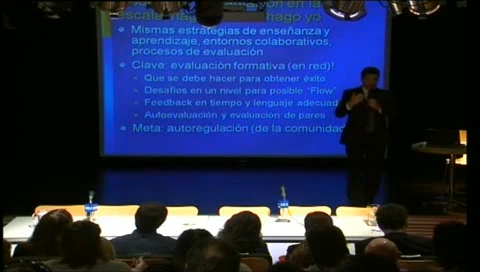 escala
hago yo
• Mismas estrategias de enseñanza y
aprendizaje, entornos colaborativos,
procesos de evaluación
• Clave: evaluación formativa (en red)!
• Que se debe hacer para obtener éxito
• Desafíos en un nivel para posible "Flow"
• Feedback en tiempo y lenguaje adecuad
• Autoevaluación y evaluación de pares
• Meta: autoregulación (de la comunidad